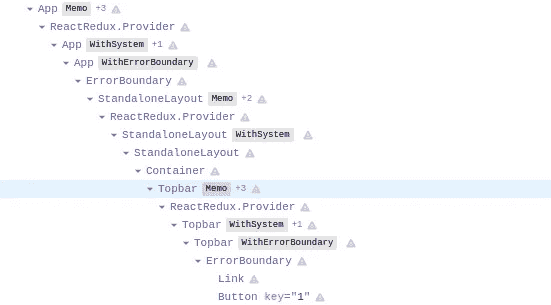 App Memo +3
ReactRedux.Provider
App WithSystem +1
App WithErrorBoundary
ErrorBoundary
StandaloneLayout Memo +2
ReactRedux.Provider
StandaloneLayout WithSystem
StandaloneLayout
Container
Topbar Memo +3
ReactRedux.Provider
Topbar WithSystem +1
Topbar WithErrorBoundary
ErrorBoundary
Link
Button key="1"